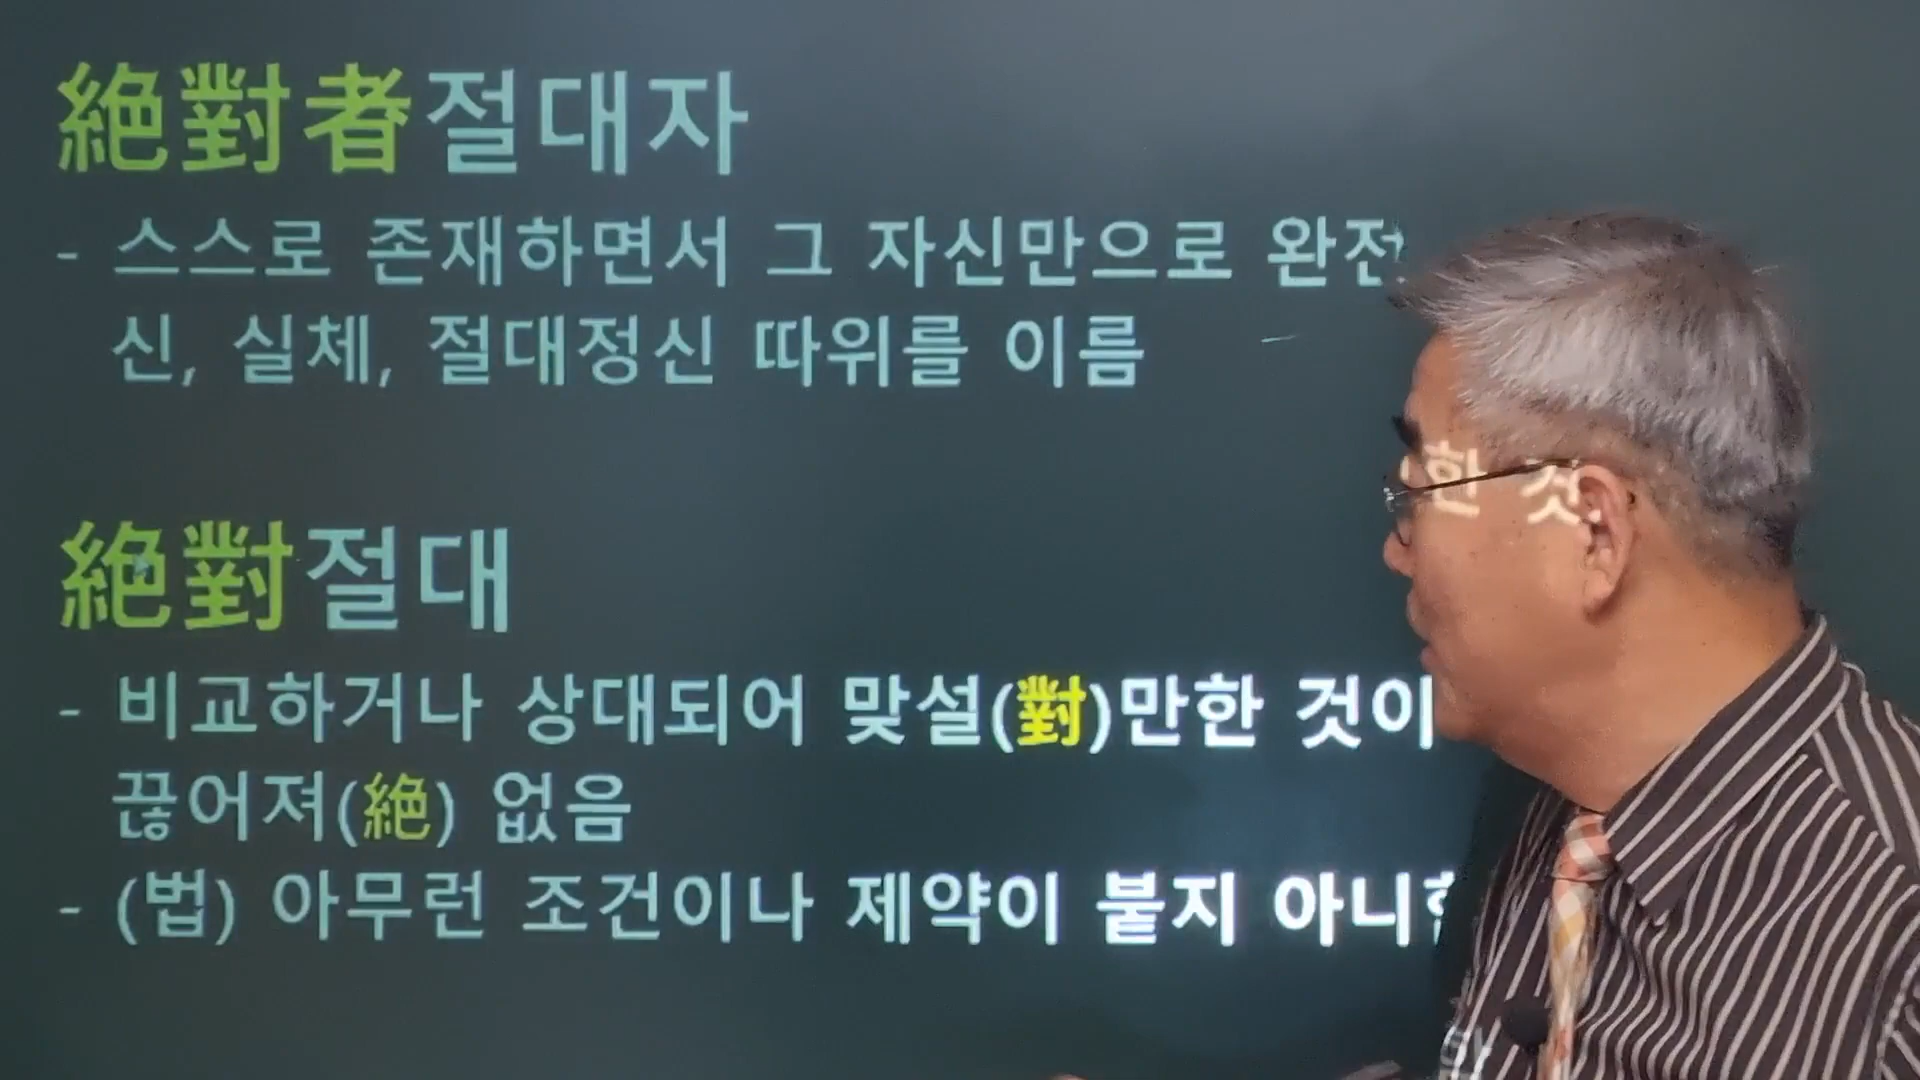 絶對者절대자
- 스스로 존재하면서 그 자신만으로 완전
신, 실체, 절대정신 따위를 이름
한 것.
絶對절대
- 비교하거나 상대되어 맞설(對)만한 것이
끊어져(絶) 없음
- (법) 아무런 조건이나 제약이 붙지 아니